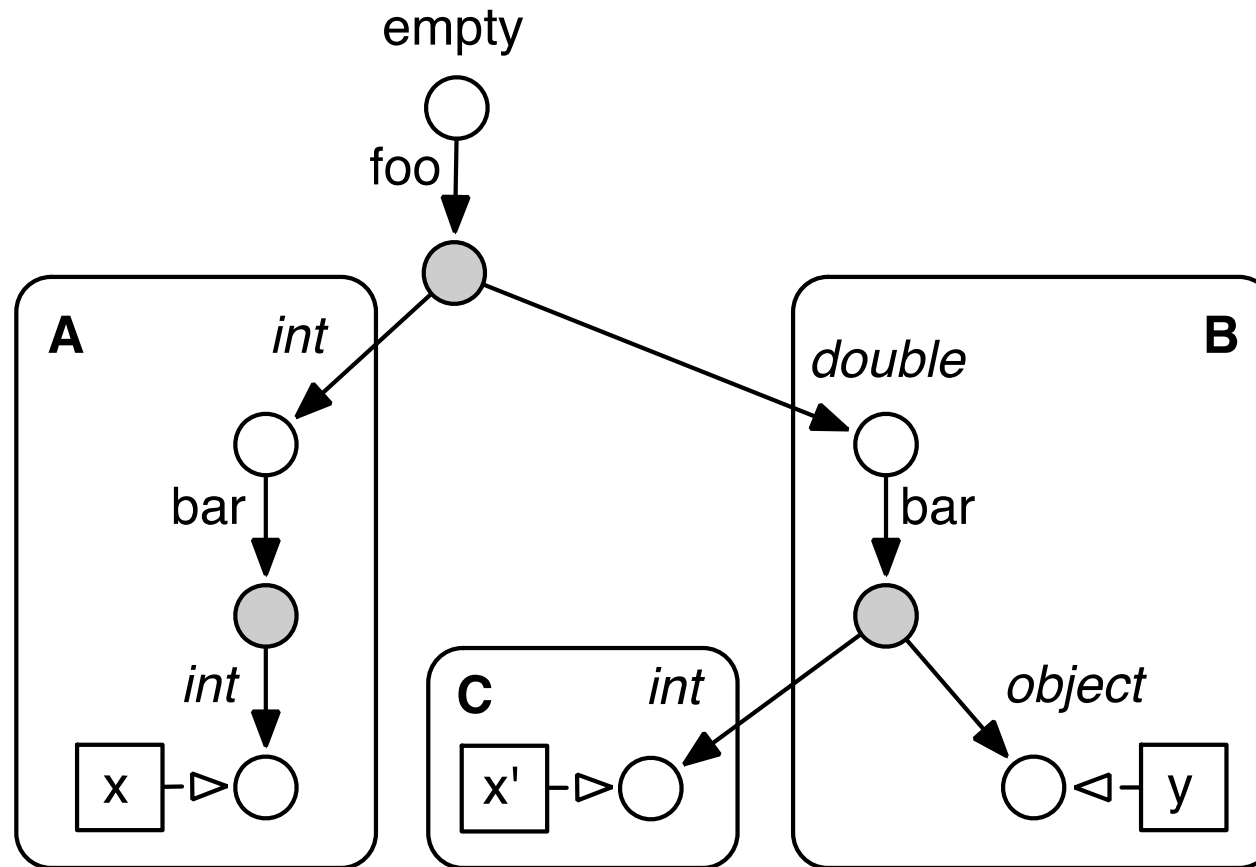 empty
foo
A
int
double
B
bar
bar
int
C
int
object
x
x'
y